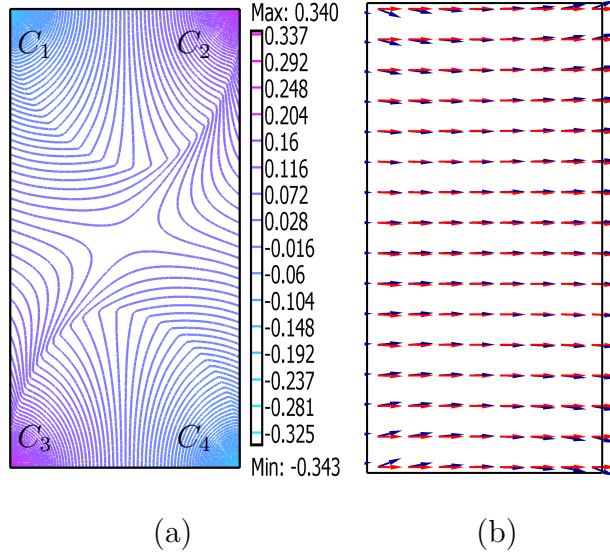 Max: 0.340
(a)
C1
C2
C3
C4
0.337
0.292
0.248
0.204
0.16
0.116
0.072
0.028
-0.016
-0.06
-0.104
-0.148
-0.192
-0.237
-0.281
-0.325
Min: -0.343
(b)